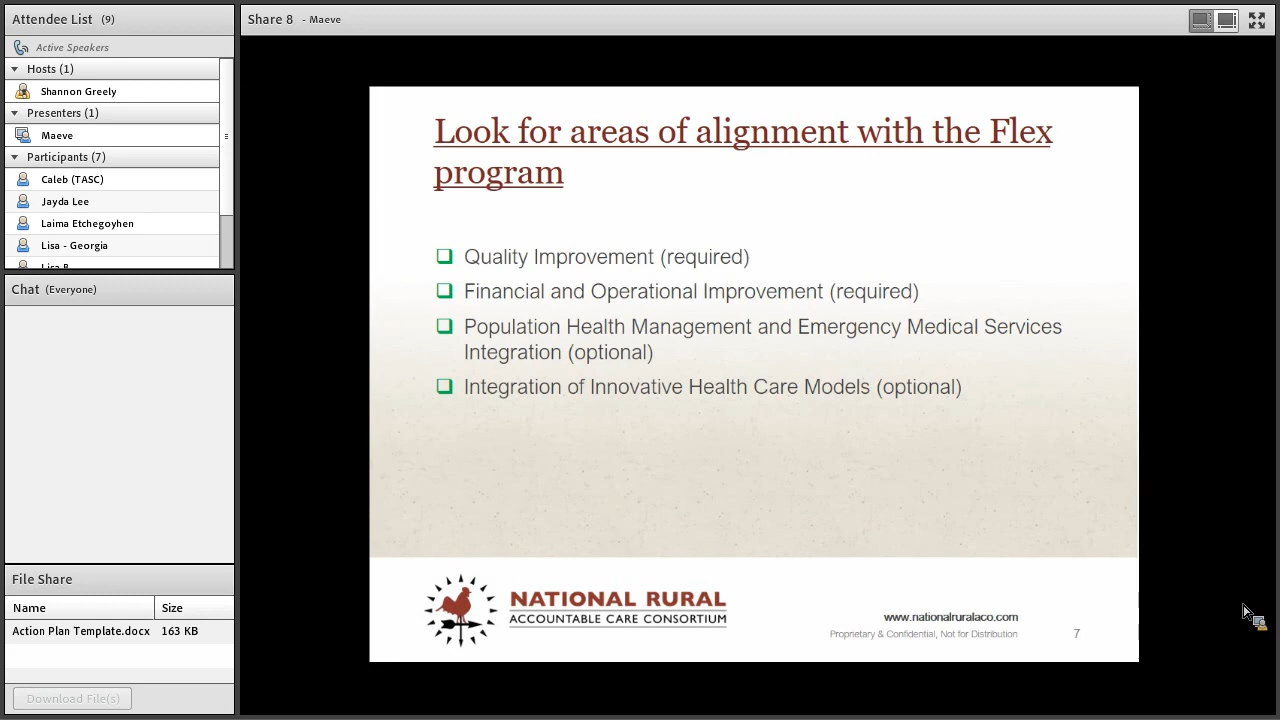 Attendee List (9)
Active Speakers
Hosts (1)
Shannon Greely
Presenters (1)
Maeve
Participants (7)
Caleb (TASC)
Jayda Lee
Laima Etchegoyhen
Lisa - Georgia
Lisa B
Chat (Everyone)
File Share
Name Size
Action Plan Template.docx 163 KB
Download File(s)
Share 8 - Maeve
Look for areas of alignment with the Flex
program
Quality Improvement (required)
Financial and Operational Improvement (required)
Population Health Management and Emergency Medical Services
Integration (optional)
Integration of Innovative Health Care Models (optional)
NATIONAL RURAL
ACCOUNTABLE CARE CONSORTIUM
www.nationalruralaco.com
Proprietary & Confidential, Not for Distribution 7